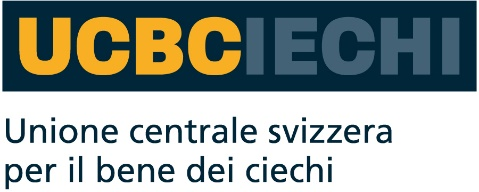 UCBCIECHI
Unione centrale svizzera
per il bene dei ciechi